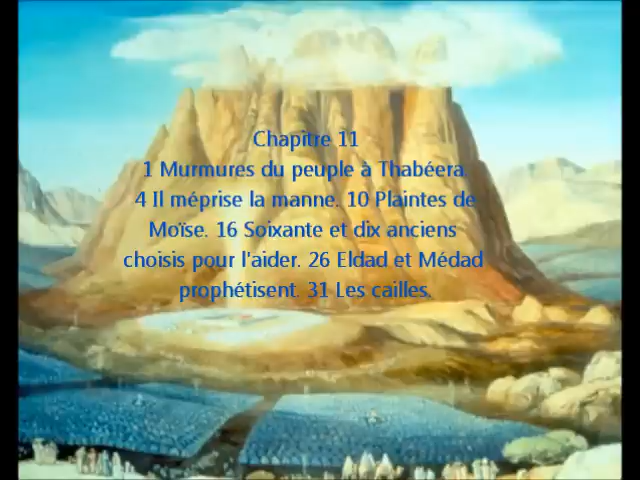 Chapitre 11
1 Murmures du peuple à Thabéera.
4 Il méprise la manne. 10 Plaintes de
Moïse. 16 Soixante et dix anciens
choisis pour l'aider. 26 Eldad et Médad
prophétisent. 31 Les cailles.